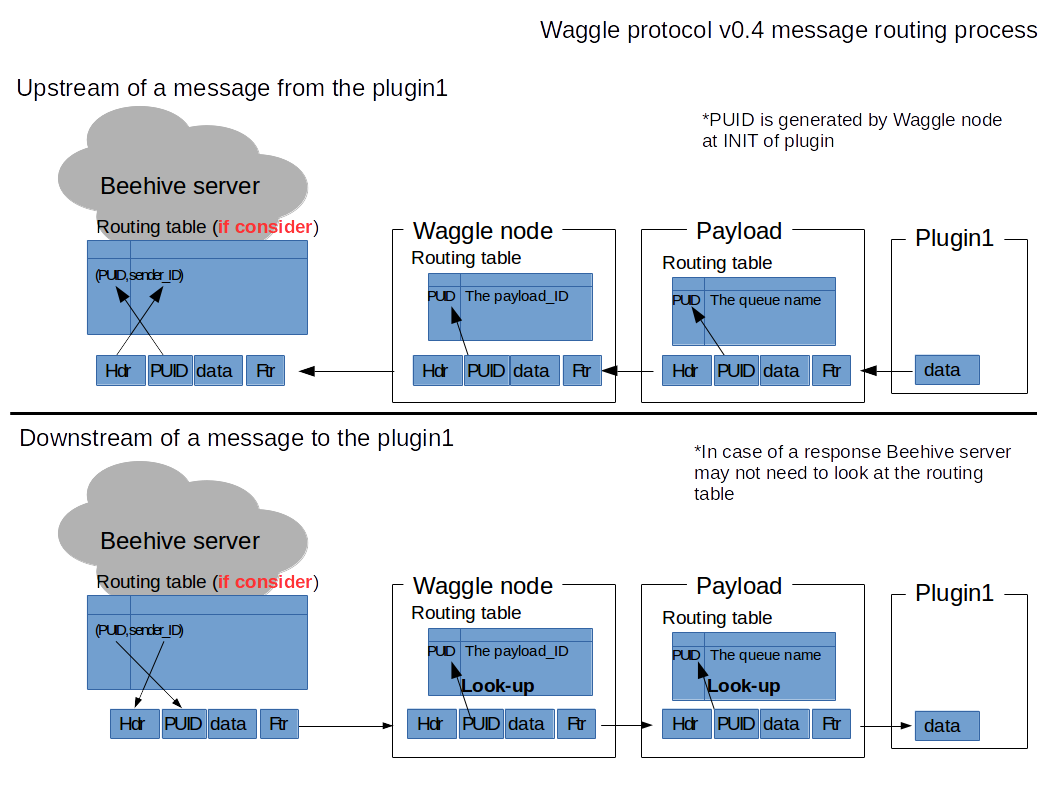 Waggle protocol v0.4 message routing process
Upstream of a message from the plugin1
*PUID is generated by Waggle node
at INIT of plugin
Beehive server
Routing table (if consider)
(PUID,sender_ID)
Hdr PUID data Ftr
Waggle node
Routing table
PUID The payload_ID
Hdr PUID data Ftr
Payload
Routing table
PUID The queue name
Hdr PUID data Ftr
Plugin1
data
Downstream of a message to the plugin1
*In case of a response Beehive server
may not need to look at the routing
table
Beehive server
Routing table (if consider)
(PUID,sender_ID)
Hdr PUID data Ftr
Waggle node
Routing table
PUID The payload_ID
Look-up
Hdr PUID data Ftr
Payload
Routing table
PUID The queue name
Look-up
Hdr PUID data Ftr
Plugin1
data